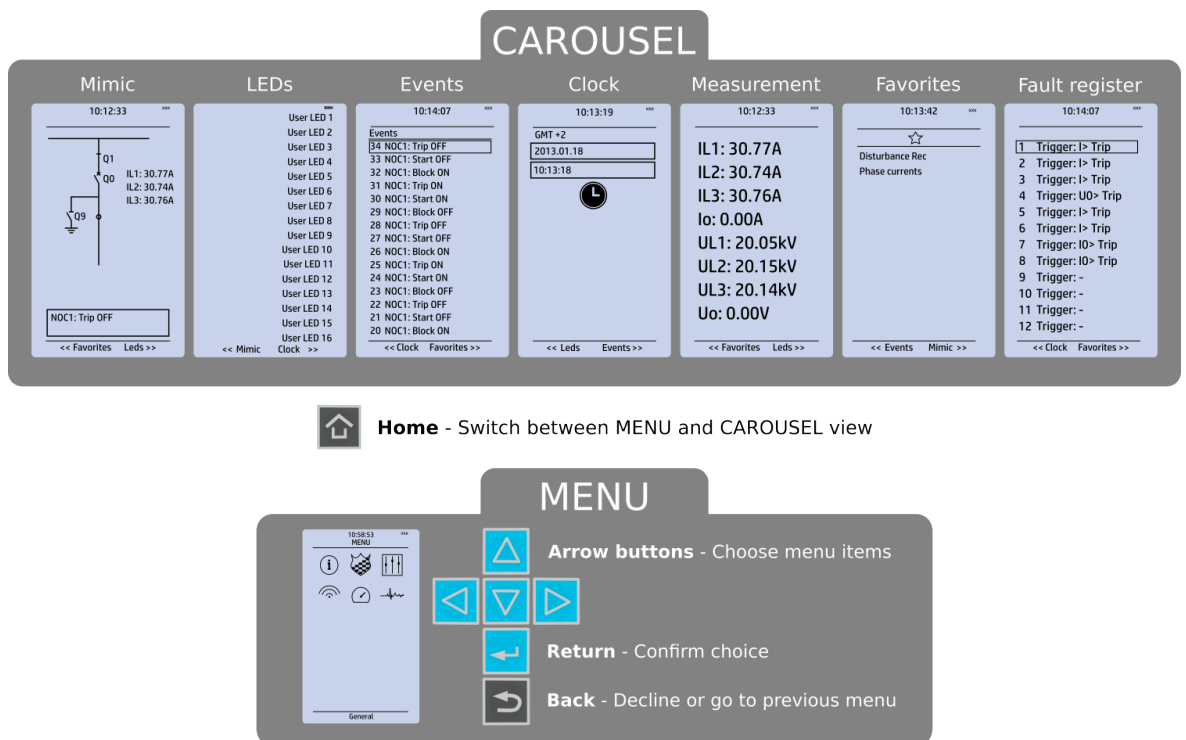 CAROUSEL
Mimic
10:12:33 xxx
Q1
Q0
IL1: 30.77A
IL2: 30.74A
IL3: 30.76A
Q9
NOC1: Trip OFF
<< Favorites Leds >>
LEDs
User LED 1
User LED 2
User LED 3
User LED 4
User LED 5
User LED 6
User LED 7
User LED 8
User LED 9
User LED 10
User LED 11
User LED 12
User LED 13
User LED 14
User LED 15
User LED 16
<< Mimic Clock >>
Events
10:14:07 xxx
Events
34 NOC1: Trip OFF
33 NOC1: Start OFF
32 NOC1: Block ON
31 NOC1: Trip ON
30 NOC1: Start ON
29 NOC1: Block OFF
28 NOC1: Trip OFF
27 NOC1: Start OFF
26 NOC1: Block ON
25 NOC1: Trip ON
24 NOC1: Start ON
23 NOC1: Block OFF
22 NOC1: Trip OFF
21 NOC1: Start OFF
20 NOC1: Block ON
<< Clock Favorites >>
Clock
10:13:19 xxx
GMT +2
2013.01.18
10:13:18
<< Leds Events >>
Measurement
10:12:33 xxx
IL1: 30.77A
IL2: 30.74A
IL3: 30.76A
Io: 0.00A
UL1: 20.05kV
UL2: 20.15kV
UL3: 20.14kV
Uo: 0.00V
<< Favorites Leds >>
Favorites
10:13:42 xxx
Disturbance Rec
Phase currents
<< Events Mimic >>
Fault register
10:14:07 xxx
1 Trigger: I> Trip
2 Trigger: I> Trip
3 Trigger: I> Trip
4 Trigger: U0> Trip
5 Trigger: I> Trip
6 Trigger: I> Trip
7 Trigger: I0> Trip
8 Trigger: I0> Trip
9 Trigger: -
10 Trigger: -
11 Trigger: -
12 Trigger: -
<< Clock Favorites >>
Home - Switch between MENU and CAROUSEL view
MENU
10:58:53 xxx
MENU
General
Arrow buttons - Choose menu items
Return - Confirm choice
Back - Decline or go to previous menu